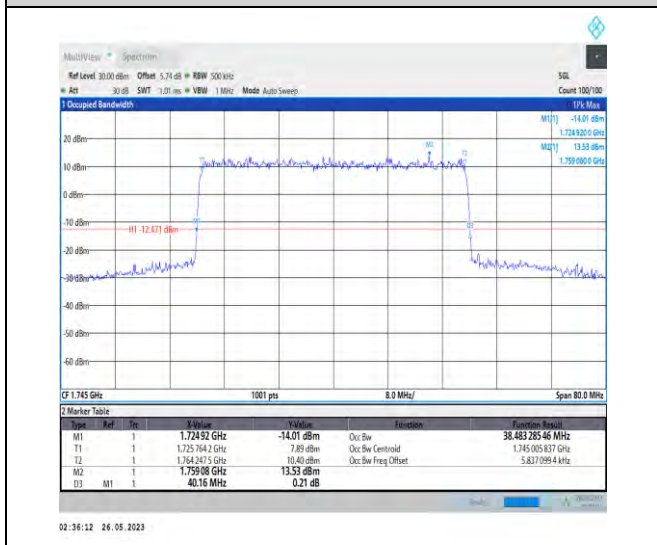 MultiView Spectrum
Ref Level 30.00 dBm Offset 5.74 dB RBW 500 kHz SGL
Att 30 dB SWT 1.01 ms VBW 1 MHz Mode Auto Sweep Count 100/100
1 Occupied Bandwidth 1Pk Max
M1[1] -14.01 dBm
1.724 920 0 GHz
M2[1] 13.53 dBm
1.759 080 0 GHz
20 dBm
M2
T1
T2
10 dBm
0 dBm
-10 dBm
M1
D3
H1 -12.471 dBm
-30 dBm
-40 dBm
-50 dBm
-60 dBm
CF 1.745 GHz 1001 pts 8.0 MHz/ Span 80.0 MHz
2 Marker Table
Type Ref Trc X-Value Y-Value Function Function Result
M1 1 1.72492 GHz -14.01 dBm Occ Bw 38.483 285 46 MHz
T1 1 1.725 764 2 GHz 7.89 dBm Occ Bw Centroid 1.745 005 837 GHz
T2 1 1.764 247 5 GHz 10.40 dBm Occ Bw Freq Offset 5.837 099 4 kHz
M2 1 1.75908 GHz 13.53 dBm
D3 M1 1 40.16 MHz 0.21 dB
02:36:12 26.05.2023